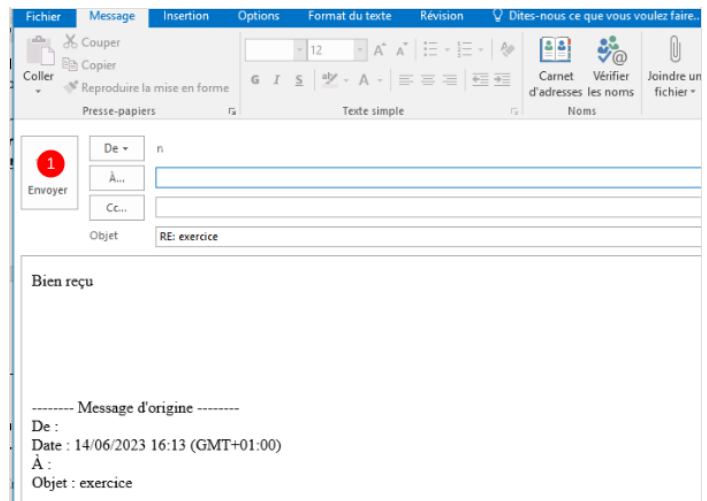 Fichier Message Insertion Options Format du texte Révision Dites-nous ce que vous voulez faire..
Couper
Copier
Coller
Reproduire la mise en forme
12
G I S
A
Carnet d'adresses
Vérifier les noms
Joindre un fichier
Presse-papiers Texte simple Noms
1
Envoyer
De n
À...
Cc...
Objet RE: exercice
Bien reçu
-------- Message d'origine --------
De :
Date : 14/06/2023 16:13 (GMT+01:00)
À :
Objet : exercice